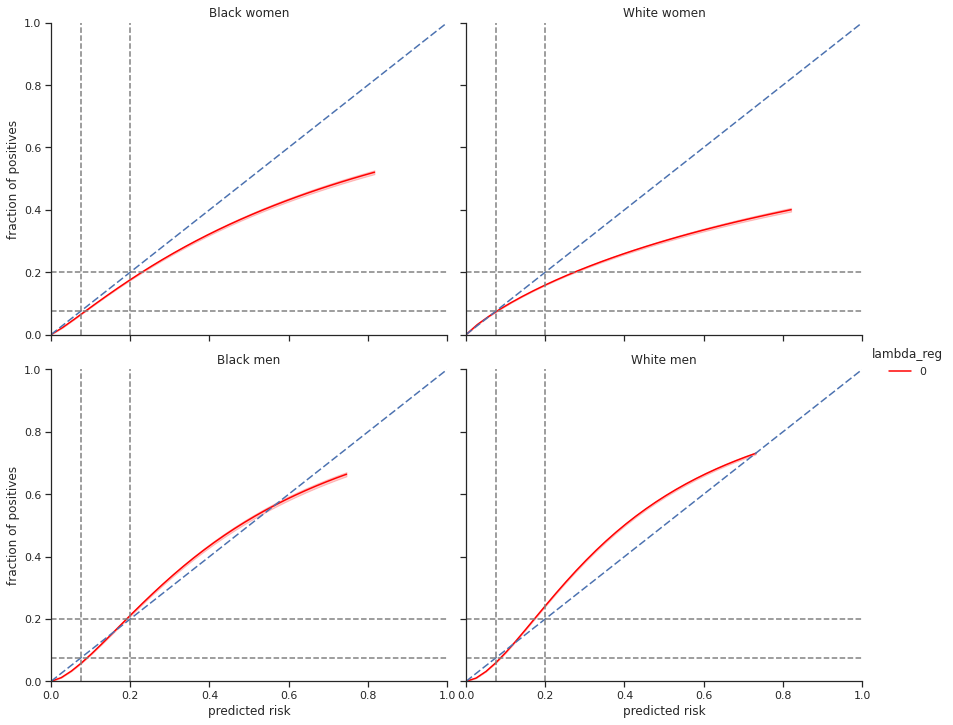 Black women
White women
1.0
0.8
0.6
0.4
0.2
0.0
fraction of positives
Black men
White men
lambda_reg
0
1.0
0.8
0.6
0.4
0.2
0.0
fraction of positives
0.0 0.2 0.4 0.6 0.8 1.0
0.0 0.2 0.4 0.6 0.8 1.0
predicted risk
predicted risk